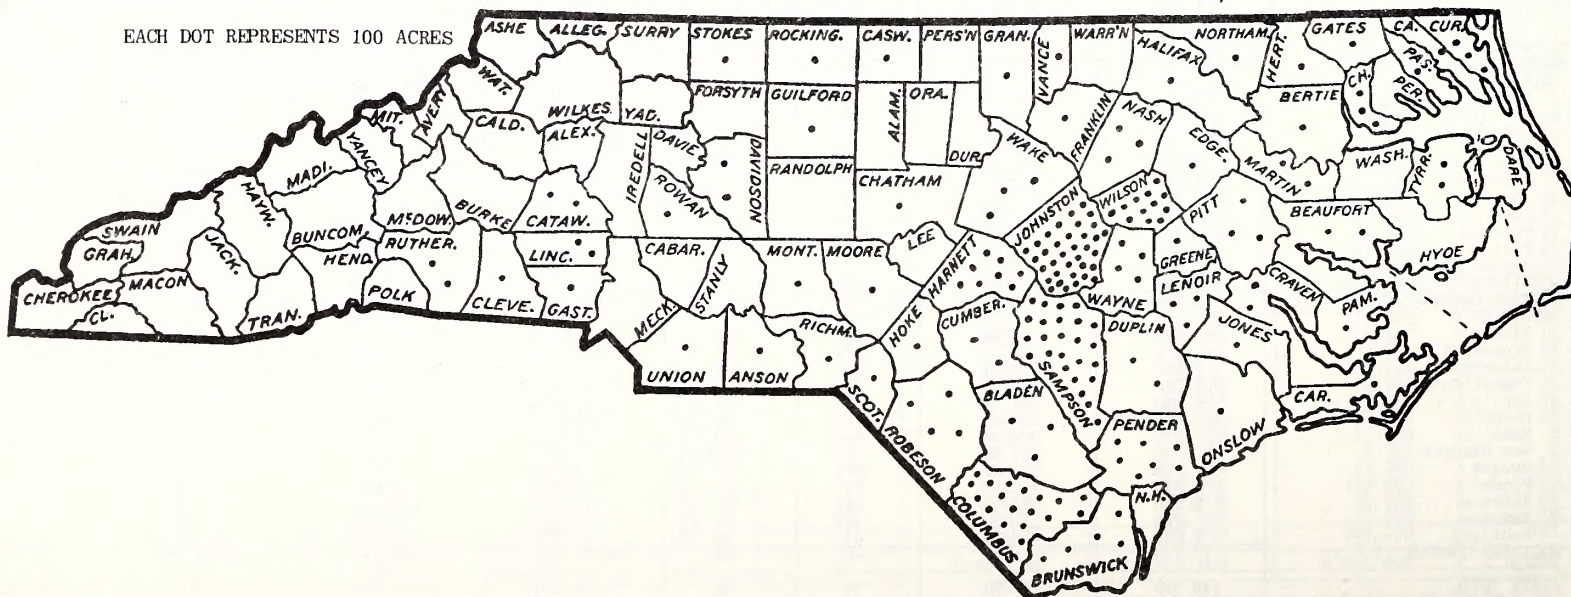 EACH DOT REPRESENTS 100 ACRES
ASHE
ALLEG.
SURRY
STOKES
ROCKING.
CASW.
PERS'N
GRAN.
VANCE
WARR'N
HALIFAX
NORTHAM.
HERT.
GATES
CA.
CUR.
PAS.
PER.
CH.
WAT.
AVERY
MIT.
WILKES
YAD.
FORSYTH
GUILFORD
ALAM.
ORA.
DUR.
FRANKLIN
NASH
BERTIE
YANCEY
CALD.
ALEX.
IREDELL
DAVIE
DAVIDSON
RANDOLPH
CHATHAM
WAKE
EDGE.
MARTIN
WASH.
TYRR.
DARE
MADI.
HAYW.
BUNCOM.
McDOW.
BURKE
CATAW.
ROWAN
JOHNSTON
WILSON
PITT
BEAUFORT
HYDE
SWAIN
GRAH.
JACK.
HEND.
RUTHER.
LINC.
CABAR.
STANLY
MONT.
MOORE
LEE
HARNETT
WAYNE
GREENE
LENOIR
CRAVEN
PAM.
CHEROKEE
MACON
CL.
TRAN.
POLK
CLEVE.
GAST.
MECK.
UNION
ANSON
RICHM.
HOKE
CUMBER.
SAMPSON
DUPLIN
JONES
CAR.
ONSLOW
SCOT.
ROBESON
BLADEN
PENDER
COLUMBUS
N.H.
BRUNSWICK